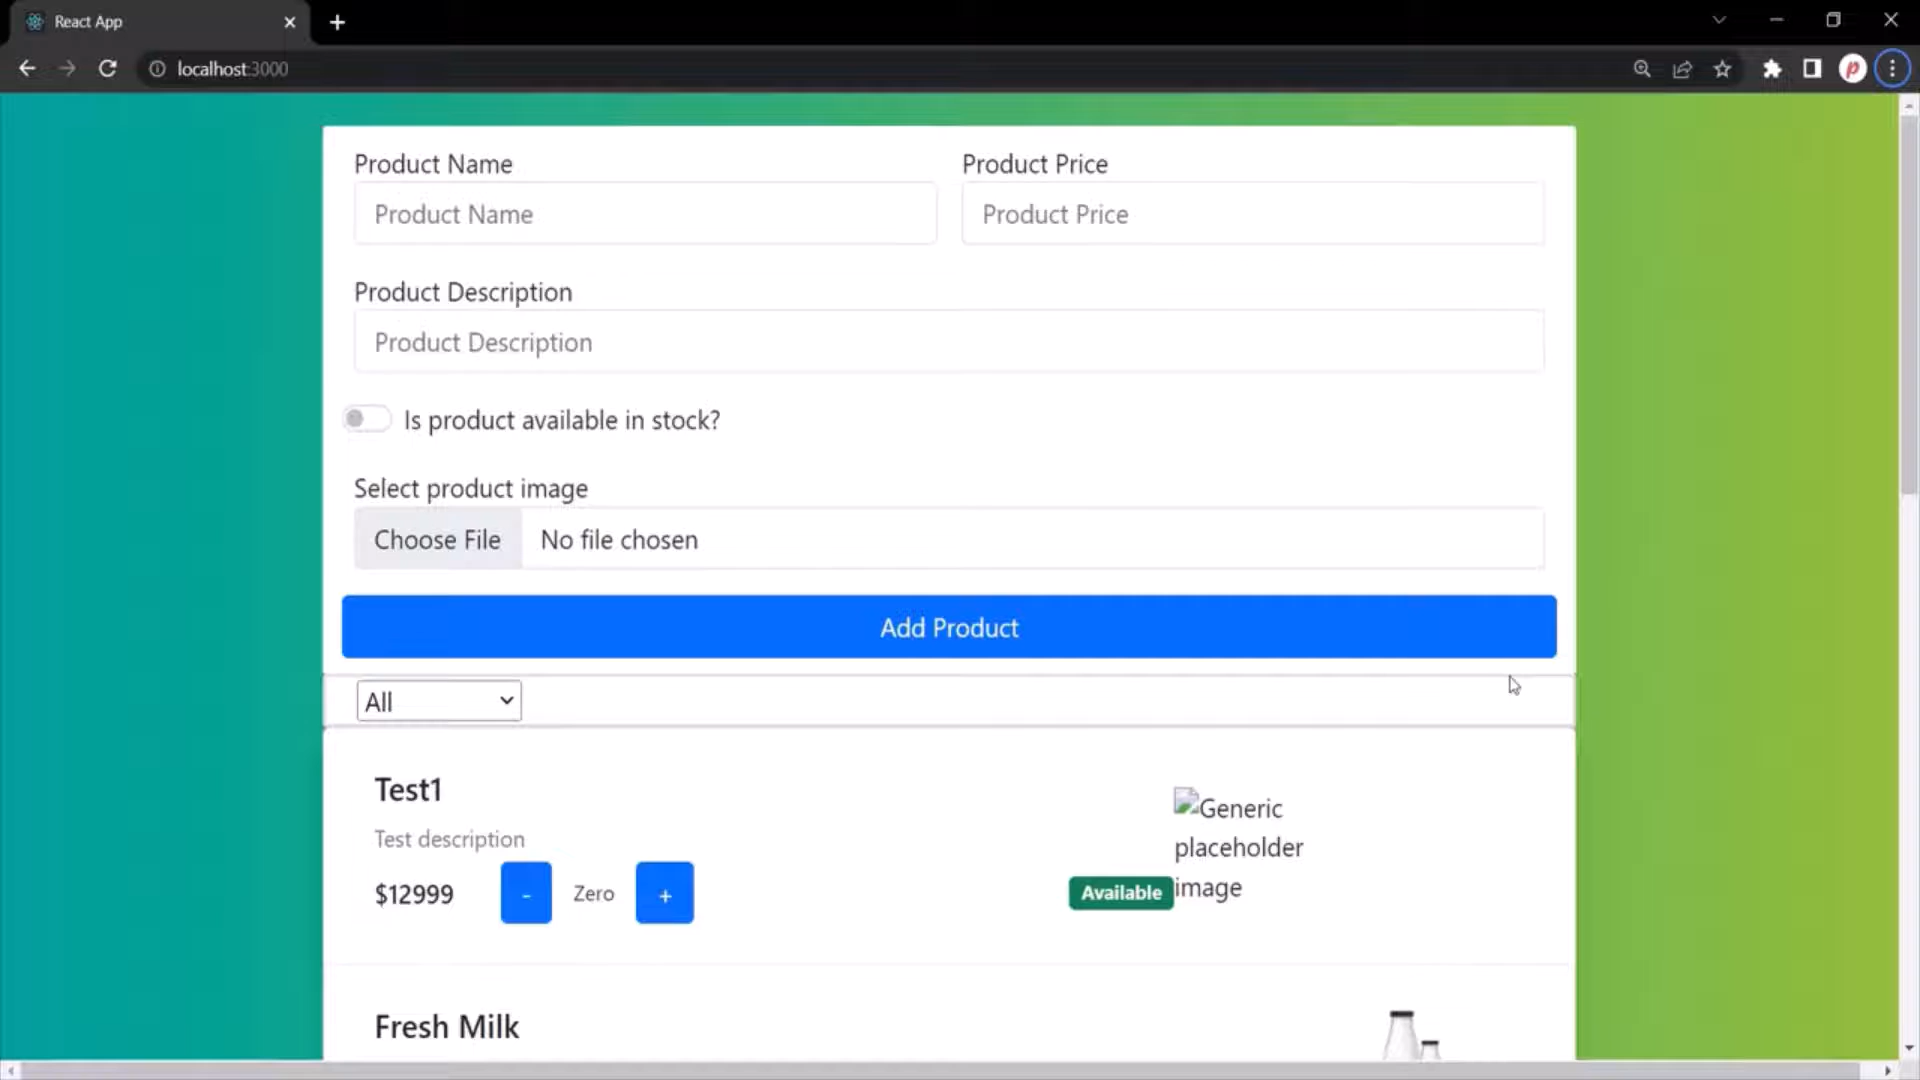 React App
localhost:3000
Product Name
Product Price
Product Name
Product Price
Product Description
Product Description
Is product available in stock?
Select product image
Choose File
No file chosen
Add Product
All
Test1
Test description
$12999
-
Zero
+
Available
Generic
placeholder
image
Fresh Milk